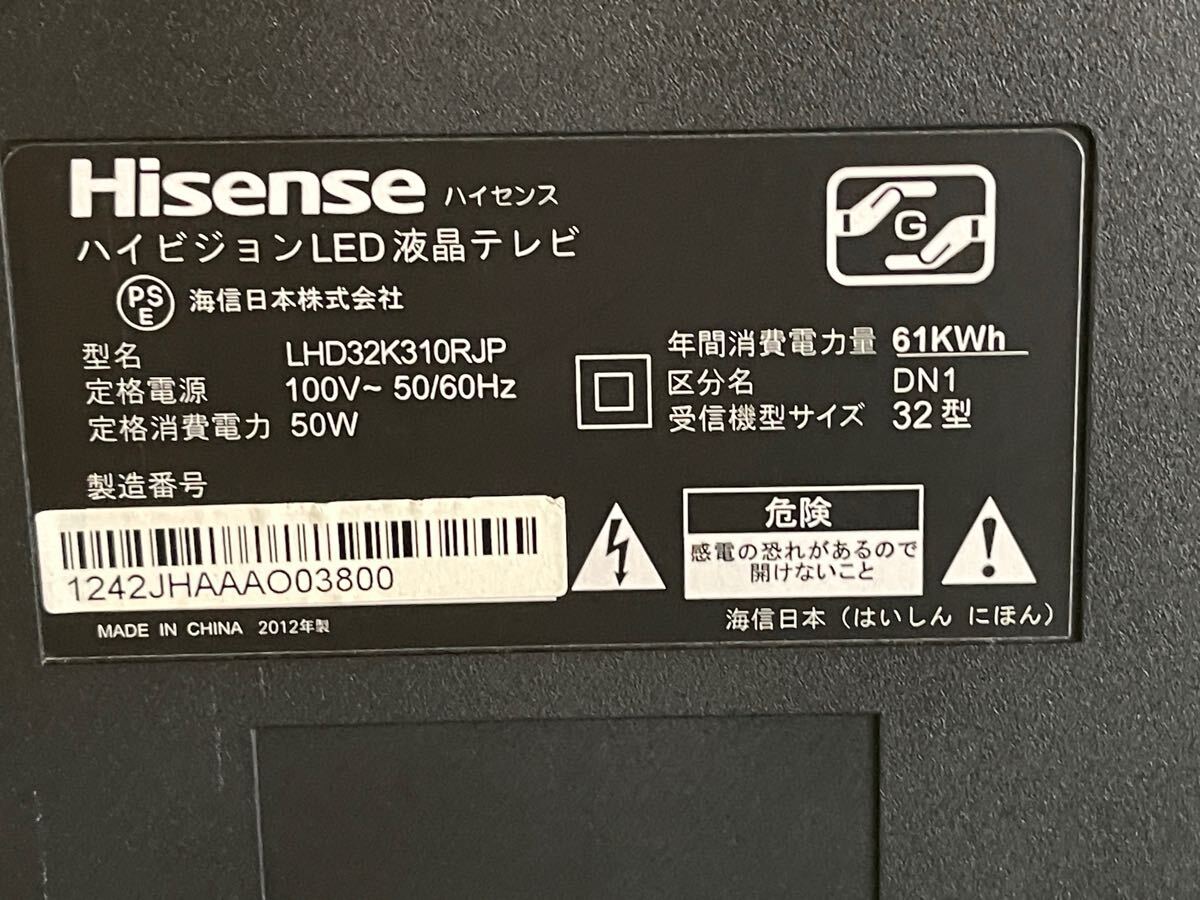 Hisense ハイセンス
ハイビジョンLED液晶テレビ
PSE 海信日本株式会社
型名 LHD32K310RJP
定格電源 100V~ 50/60Hz
定格消費電力 50W
製造番号
1242JHAAAO03800
MADE IN CHINA 2012年製
G
年間消費電力量 61KWh
区分名 DN1
受信機型サイズ 32型
危険
感電の恐れがあるので
開けないこと
海信日本（はいしん にほん）